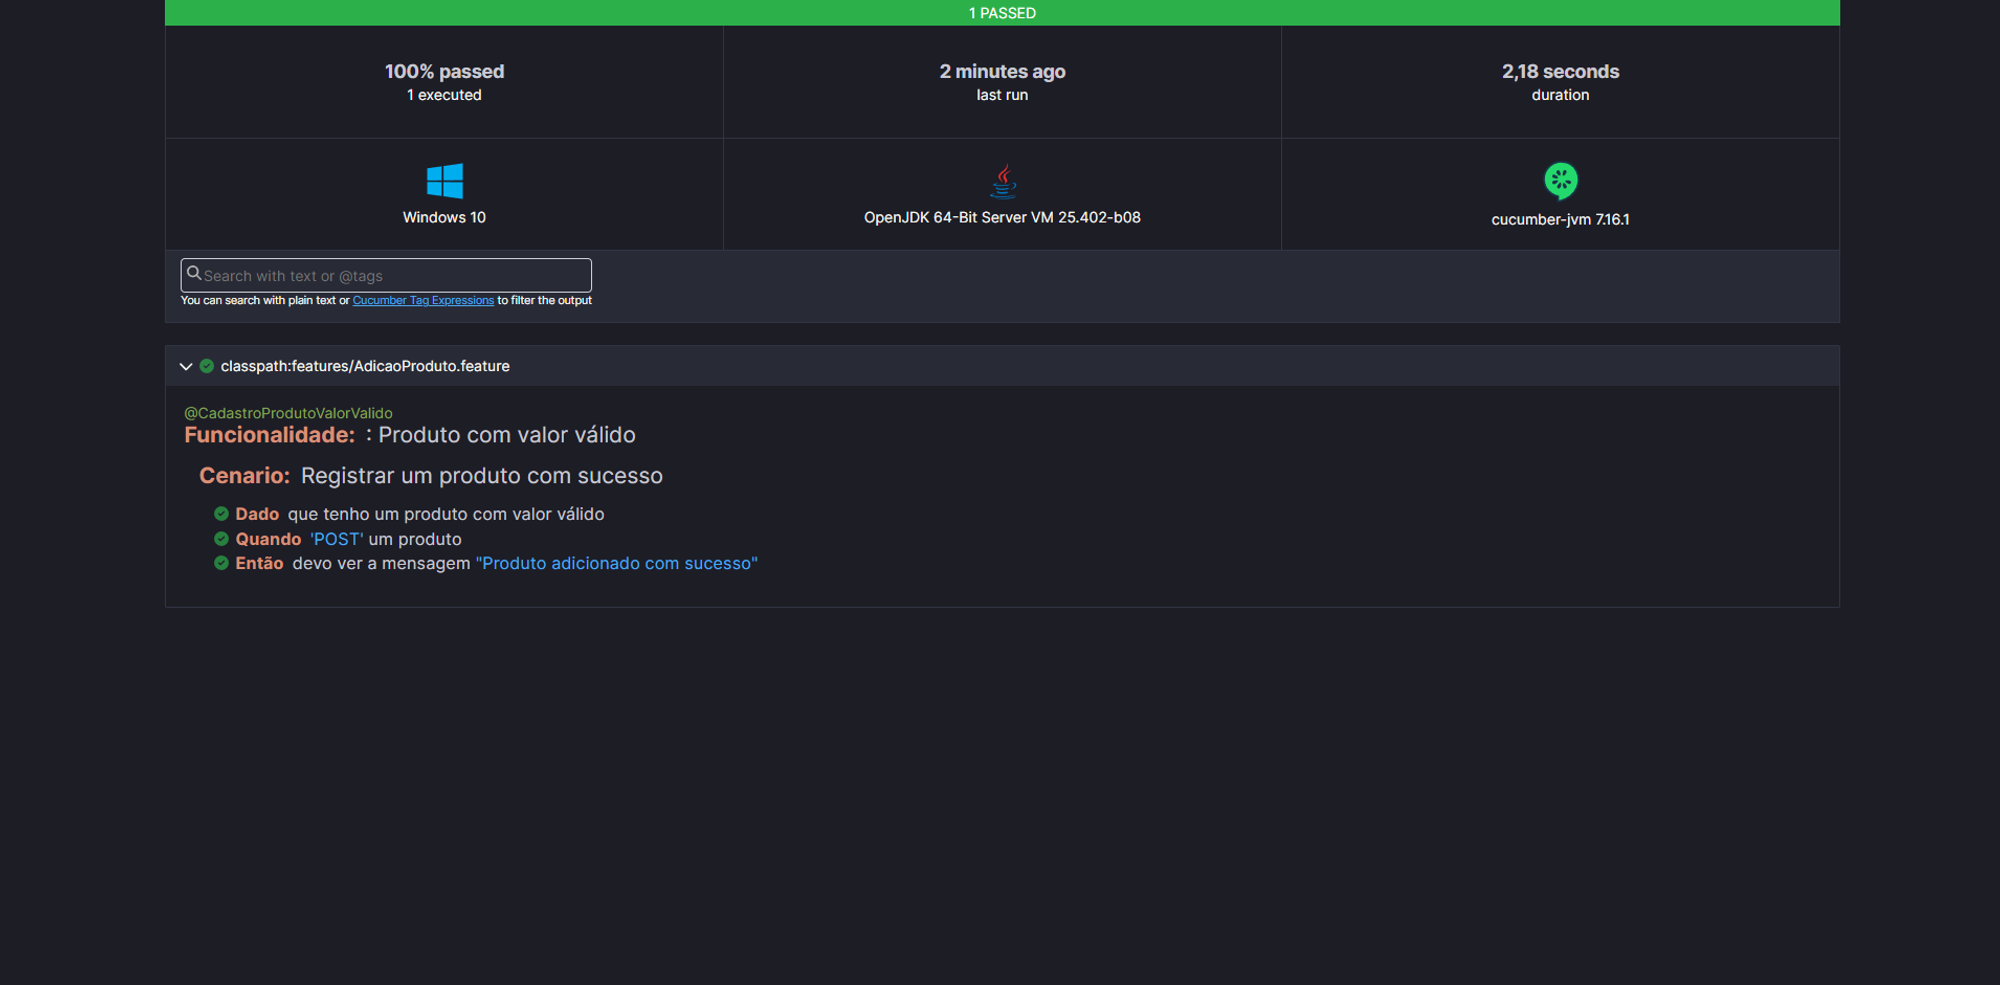 1 PASSED
100% passed
1 executed
2 minutes ago
last run
2,18 seconds
duration
Windows 10
OpenJDK 64-Bit Server VM 25.402-b08
cucumber-jvm 7.16.1
Search with text or @tags
You can search with plain text or Cucumber Tag Expressions to filter the output
classpath:features/AdicaoProduto.feature
@CadastroProdutoValorValido
Funcionalidade: : Produto com valor válido
Cenario: Registrar um produto com sucesso
Dado que tenho um produto com valor válido
Quando 'POST' um produto
Então devo ver a mensagem "Produto adicionado com sucesso"